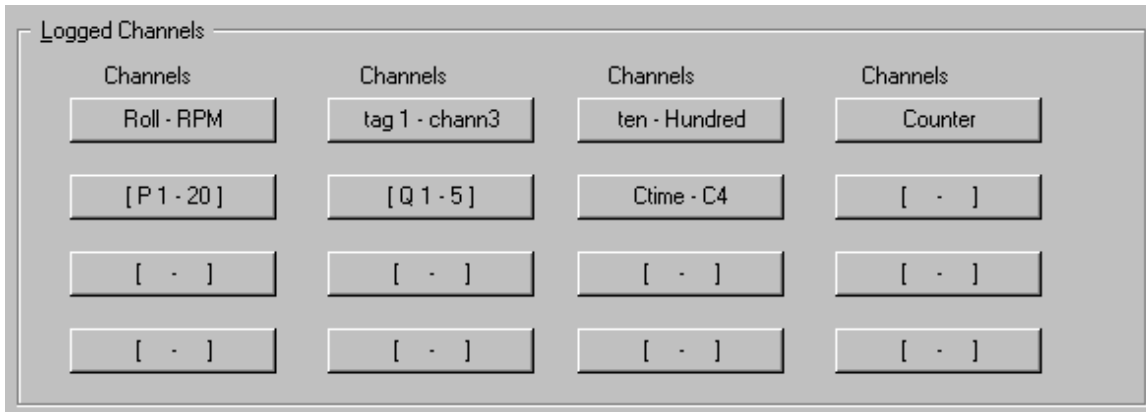 Logged Channels
Channels Channels Channels Channels
Roll - RPM tag 1 - chann3 ten - Hundred Counter
[ P 1 - 20 ] [ Q 1 - 5 ] Ctime - C4 [ - ]
[ - ] [ - ] [ - ] [ - ]
[ - ] [ - ] [ - ] [ - ]